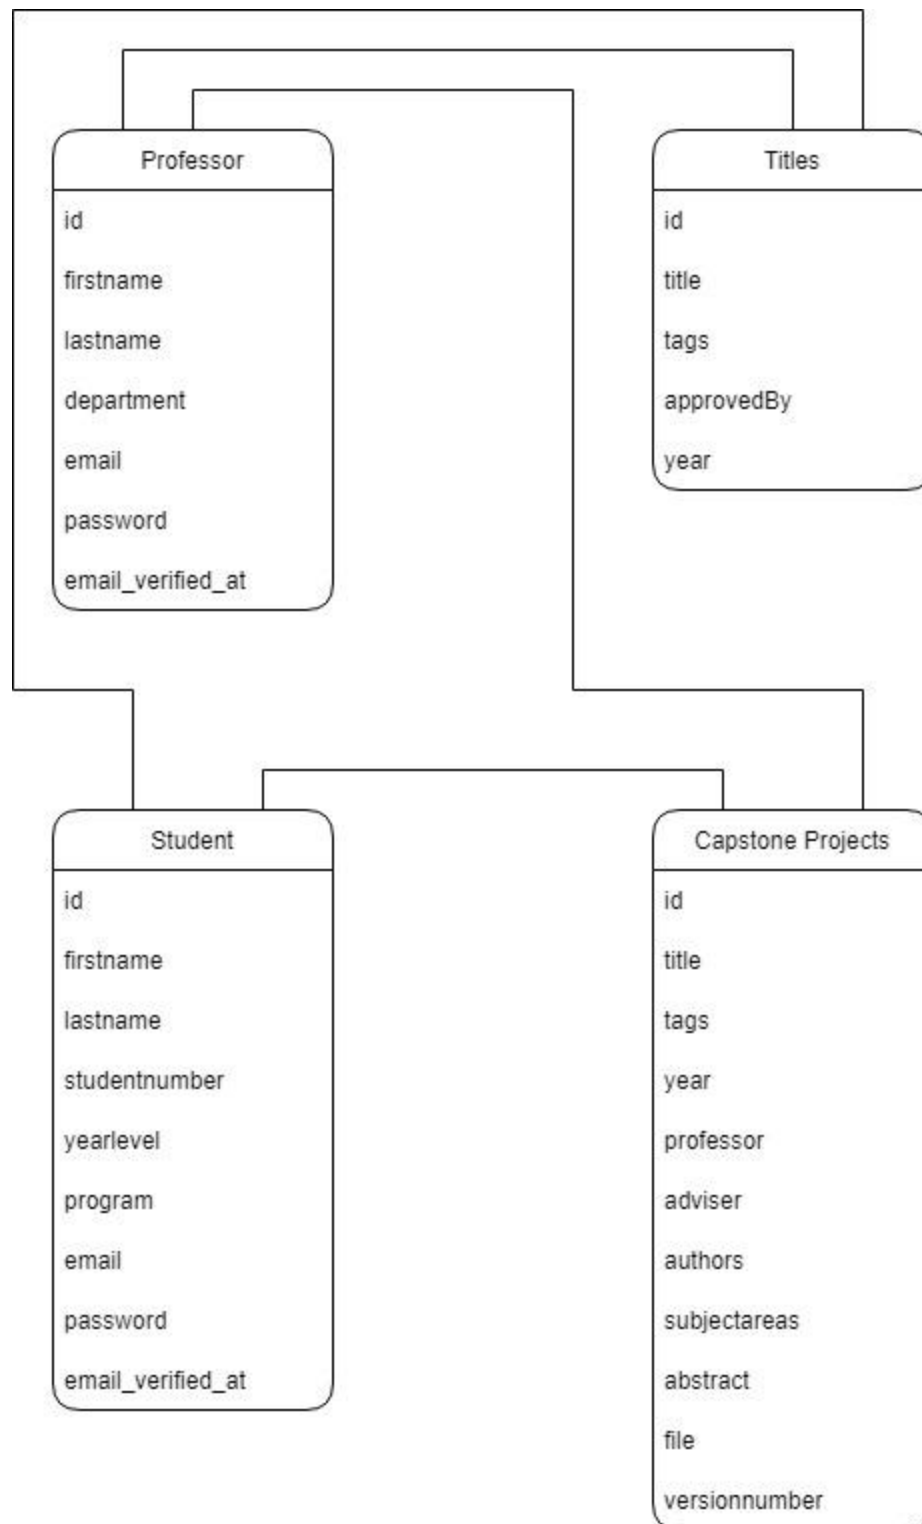 Professor
id
firstname
lastname
department
email
password
email_verified_at
Titles
id
title
tags
approvedBy
year
Student
id
firstname
lastname
studentnumber
yearlevel
program
email
password
email_verified_at
Capstone Projects
id
title
tags
year
professor
adviser
authors
subjectareas
abstract
file
versionnumber